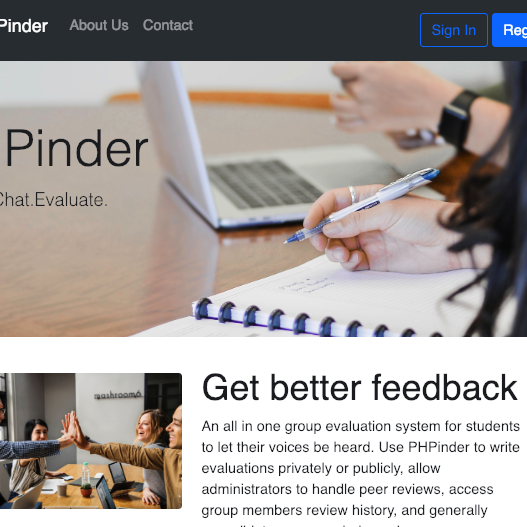 Pinder About Us Contact Sign In Reg
Pinder
Chat.Evaluate.
Get better feedback
An all in one group evaluation system for students
to let their voices be heard. Use PHPinder to write
evaluations privately or publicly, allow
administrators to handle peer reviews, access
group members review history, and generally